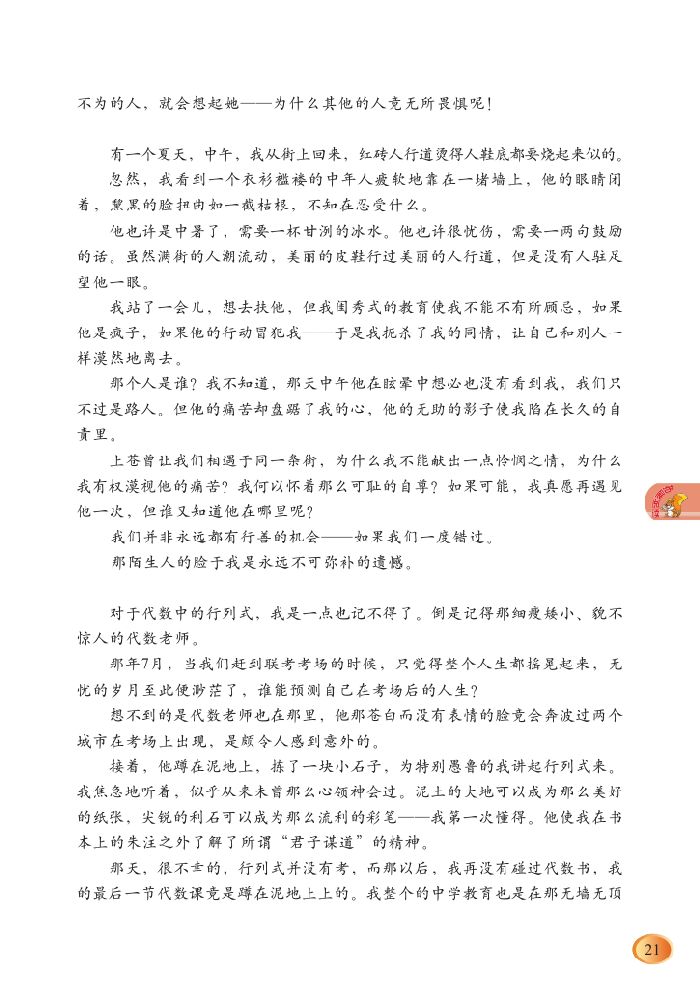 不为的人，就会想起她——为什么其他的人竟无所畏惧呢！
有一个夏天，中午，我从街上回来，红砖人行道烫得人鞋底都要烧起来似的。
忽然，我看到一个衣衫褴褛的中年人疲软地靠在一堵墙上，他的眼睛闭
着，黧黑的脸扭曲如一截枯根，不知在忍受什么。
他也许是中暑了，需要一杯甘洌的冰水。他也许很忧伤，需要一两句鼓励
的话。虽然满街的人潮流动，美丽的皮鞋行过美丽的人行道，但是没有人驻足
望他一眼。
我站了一会儿，想去扶他，但我闺秀式的教育使我不能不有所顾忌，如果
他是疯子，如果他的行动冒犯我——于是我扼杀了我的同情，让自己和别人一
样漠然地离去。
那个人是谁？我不知道，那天中午他在眩晕中想必也没有看到我，我们只
不过是路人。但他的痛苦却盘踞了我的心，他的无助的影子使我陷在长久的自
责里。
上苍曾让我们相遇于同一条街，为什么我不能献出一点怜悯之情，为什么
我有权漠视他的痛苦？我何以怀着那么可耻的自尊？如果可能，我真愿再遇见
他一次，但谁又知道他在哪里呢？
我们并非永远都有行善的机会——如果我们一度错过。
那陌生人的脸于我是永远不可弥补的遗憾。
对于代数中的行列式，我是一点也记不得了。倒是记得那细瘦矮小、貌不
惊人的代数老师。
那年7月，当我们赶到联考考场的时候，只觉得整个人生都摇晃起来，无
忧的岁月至此便渺茫了，谁能预测自己在考场后的人生？
想不到的是代数老师也在那里，他那苍白而没有表情的脸竟会奔波过两个
城市在考场上出现，是颇令人感到意外的。
接着，他蹲在泥地上，拣了一块小石子，为特别愚鲁的我讲起行列式来。
我焦急地听着，似乎从来未曾那么心领神会过。泥土的大地可以成为那么美好
的纸张，尖锐的利石可以成为那么流利的彩笔——我第一次懂得。他使我在书
本上的朱注之外了解了所谓“君子谋道”的精神。
那天，很不幸的，行列式并没有考，而那以后，我再没有碰过代数书，我
的最后一节代数课竟是蹲在泥地上上的。我整个的中学教育也是在那无墙无顶
21